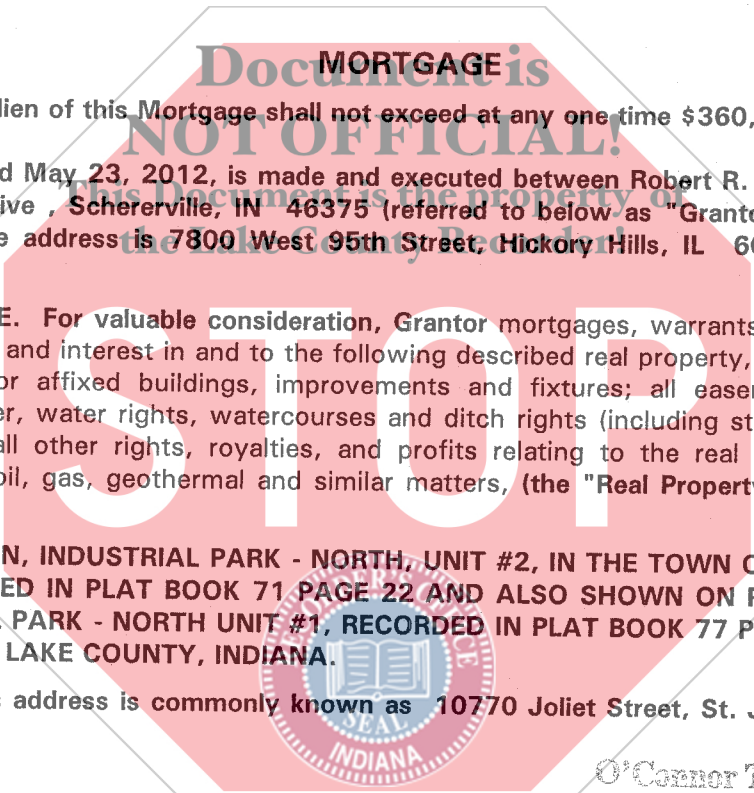 Document is
MORTGAGE
NOT OFFICIAL!
This Document is the property of
the Lake County Recorder!
STOP
lien of this Mortgage shall not exceed at any one time $360,
d May 23, 2012, is made and executed between Robert R.
ive , Schererville, IN 46375 (referred to below as "Granto
e address is 7800 West 95th Street, Hickory Hills, IL 60
E. For valuable consideration, Grantor mortgages, warrants
and interest in and to the following described real property,
or affixed buildings, improvements and fixtures; all ease
er, water rights, watercourses and ditch rights (including st
all other rights, royalties, and profits relating to the real
oil, gas, geothermal and similar matters, (the "Real Property
N, INDUSTRIAL PARK - NORTH, UNIT #2, IN THE TOWN O
ED IN PLAT BOOK 71 PAGE 22 AND ALSO SHOWN ON
PARK - NORTH UNIT #1, RECORDED IN PLAT BOOK 77 P
LAKE COUNTY, INDIANA.
s address is commonly known as 10770 Joliet Street, St. J
RECORDER'S OFFICE
SEAL
INDIANA
O'Connor T